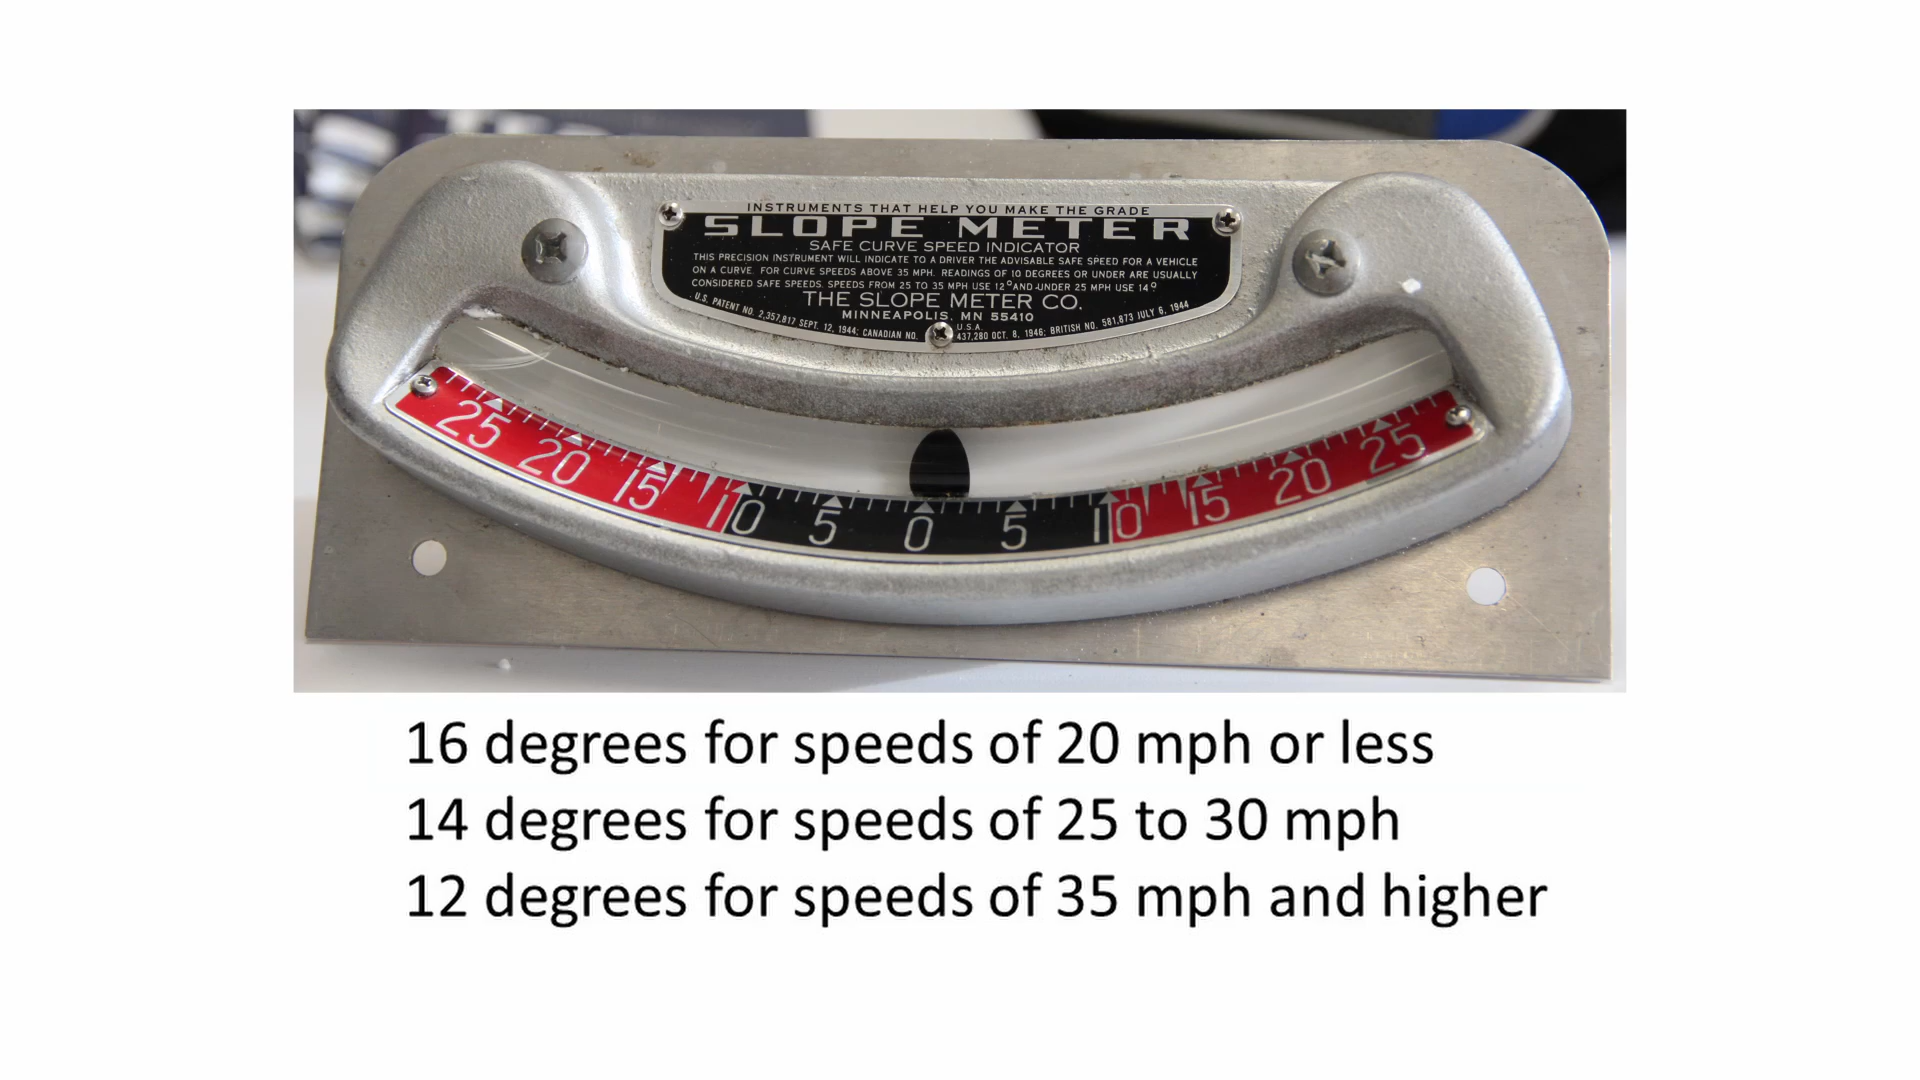 INSTRUMENTS THAT HELP YOU MAKE THE GRADE
SLOPE METER
SAFE CURVE SPEED INDICATOR
THIS PRECISION INSTRUMENT WILL INDICATE TO A DRIVER THE ADVISABLE SAFE SPEED FOR A VEHICLE
ON A CURVE. FOR CURVE SPEEDS ABOVE 35 MPH. READINGS OF 10 DEGREES OR UNDER ARE USUALLY
CONSIDERED SAFE SPEEDS. SPEEDS FROM 25 TO 35 MPH USE 12° AND UNDER 25 MPH USE 14°
THE SLOPE METER CO.
MINNEAPOLIS, MN 55410
U.S.A.
U.S. PATENT NO. 2,357,817 SEPT. 12, 1944; CANADIAN NO. 437,280 OCT. 8, 1946; BRITISH NO. 581,873 JULY 6, 1944
25 20 15 10 5 0 5 10 15 20 25
16 degrees for speeds of 20 mph or less
14 degrees for speeds of 25 to 30 mph
12 degrees for speeds of 35 mph and higher